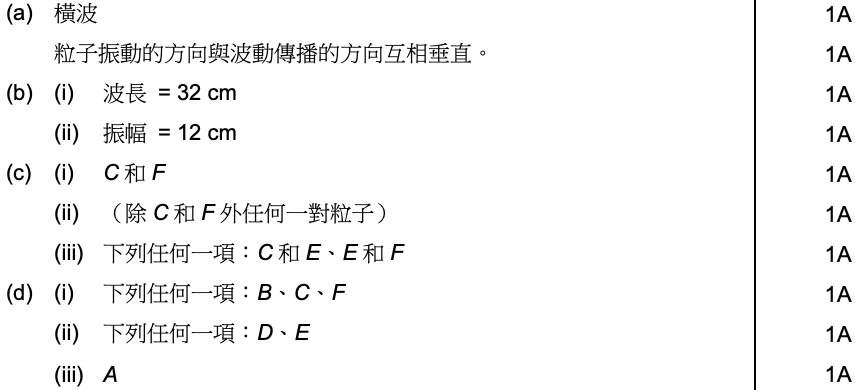 (a) 橫波 1A
粒子振動的方向與波動傳播的方向互相垂直。 1A
(b) (i) 波長 = 32 cm 1A
(ii) 振幅 = 12 cm 1A
(c) (i) C 和 F 1A
(ii) （除 C 和 F 外任何一對粒子） 1A
(iii) 下列任何一項：C 和 E、E 和 F 1A
(d) (i) 下列任何一項：B、C、F 1A
(ii) 下列任何一項：D、E 1A
(iii) A 1A